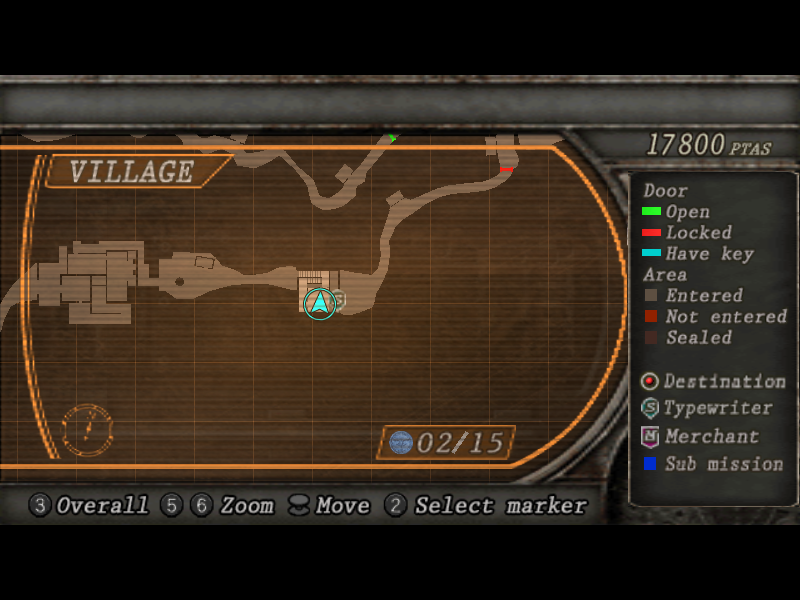 17800 PTAS
VILLAGE
Door
Open
Locked
Have key
Area
Entered
Not entered
Sealed
Destination
S Typewriter
M Merchant
Sub mission
S
02/15
3 Overall 5 6 Zoom Move 2 Select marker